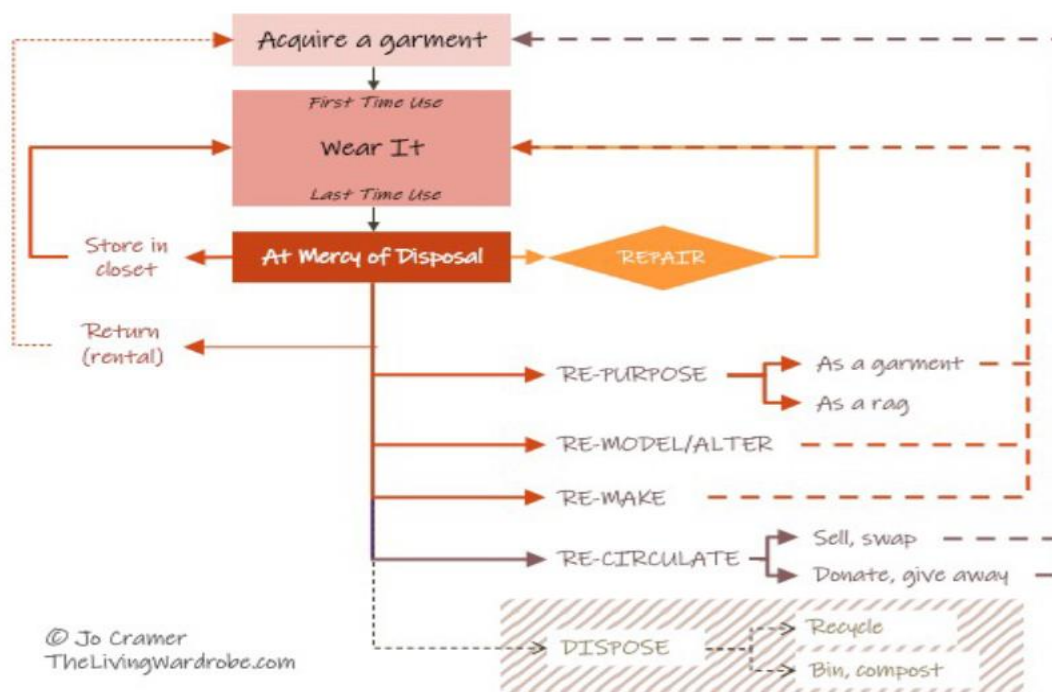 Acquire a garment
First Time Use
Wear It
Last Time Use
At Mercy of Disposal
Store in
closet
REPAIR
Return
(rental)
RE-PURPOSE
As a garment
As a rag
RE-MODEL/ALTER
RE-MAKE
RE-CIRCULATE
Sell, swap
Donate, give away
DISPOSE
Recycle
Bin, compost
© Jo Cramer
TheLivingWardrobe.com